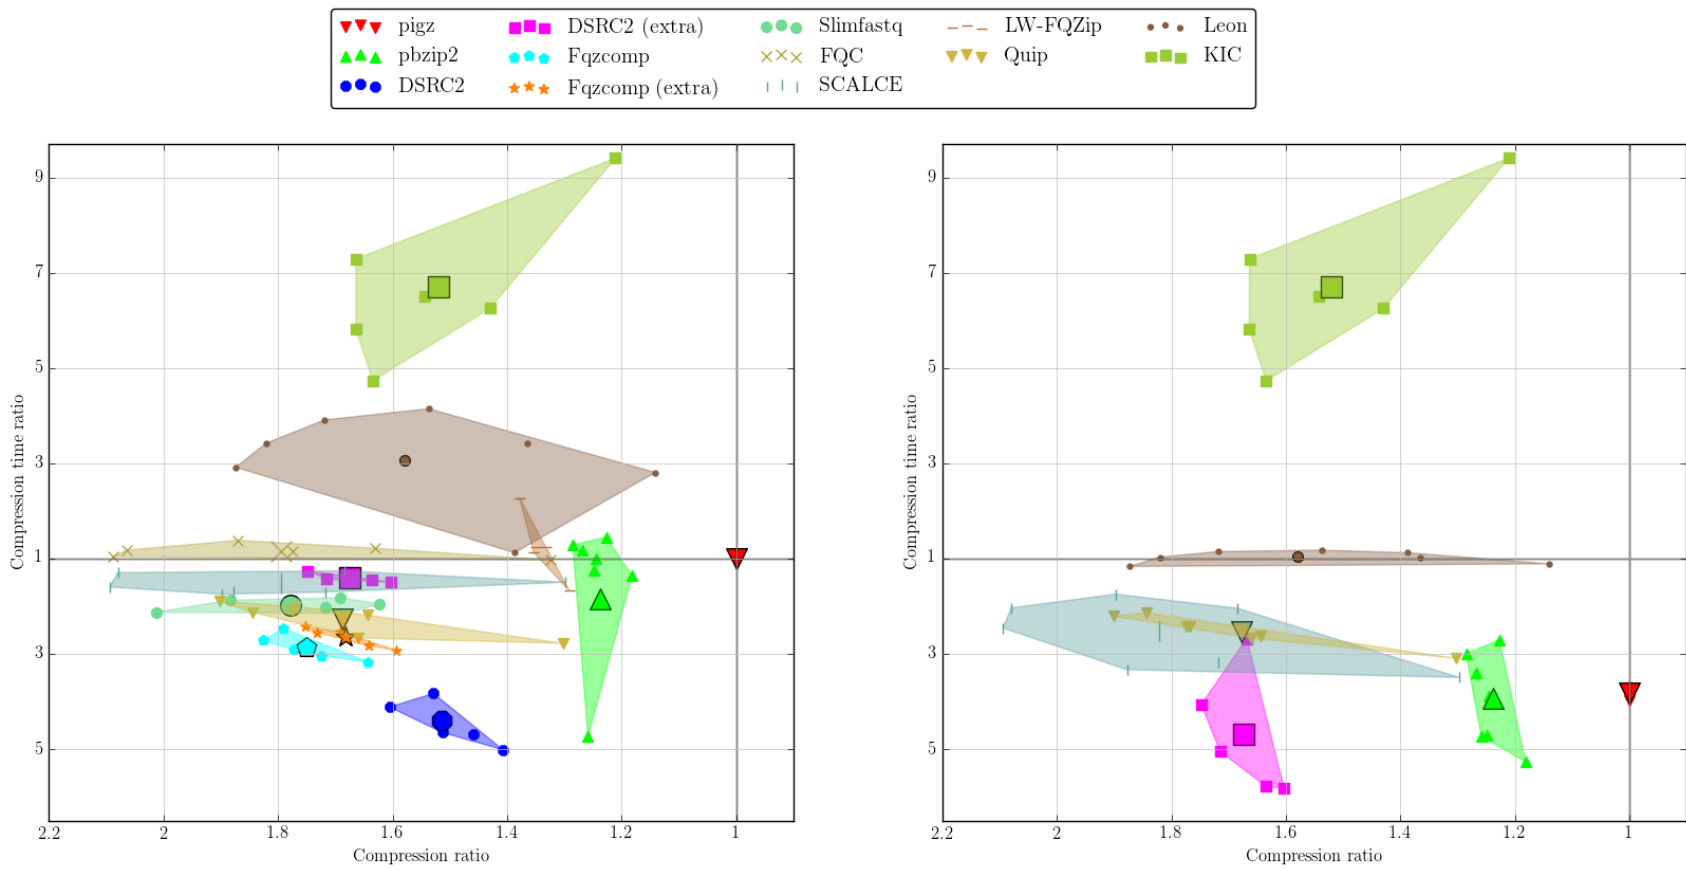 pigz DSRC2 (extra) Slimfastq LW-FQZip Leon
pbzip2 Fqzcomp FQC Quip KIC
DSRC2 Fqzcomp (extra) SCALCE
Compression time ratio
9
7
5
3
1
3
5
2.2 2 1.8 1.6 1.4 1.2 1
Compression ratio
Compression time ratio
9
7
5
3
1
3
5
2.2 2 1.8 1.6 1.4 1.2 1
Compression ratio